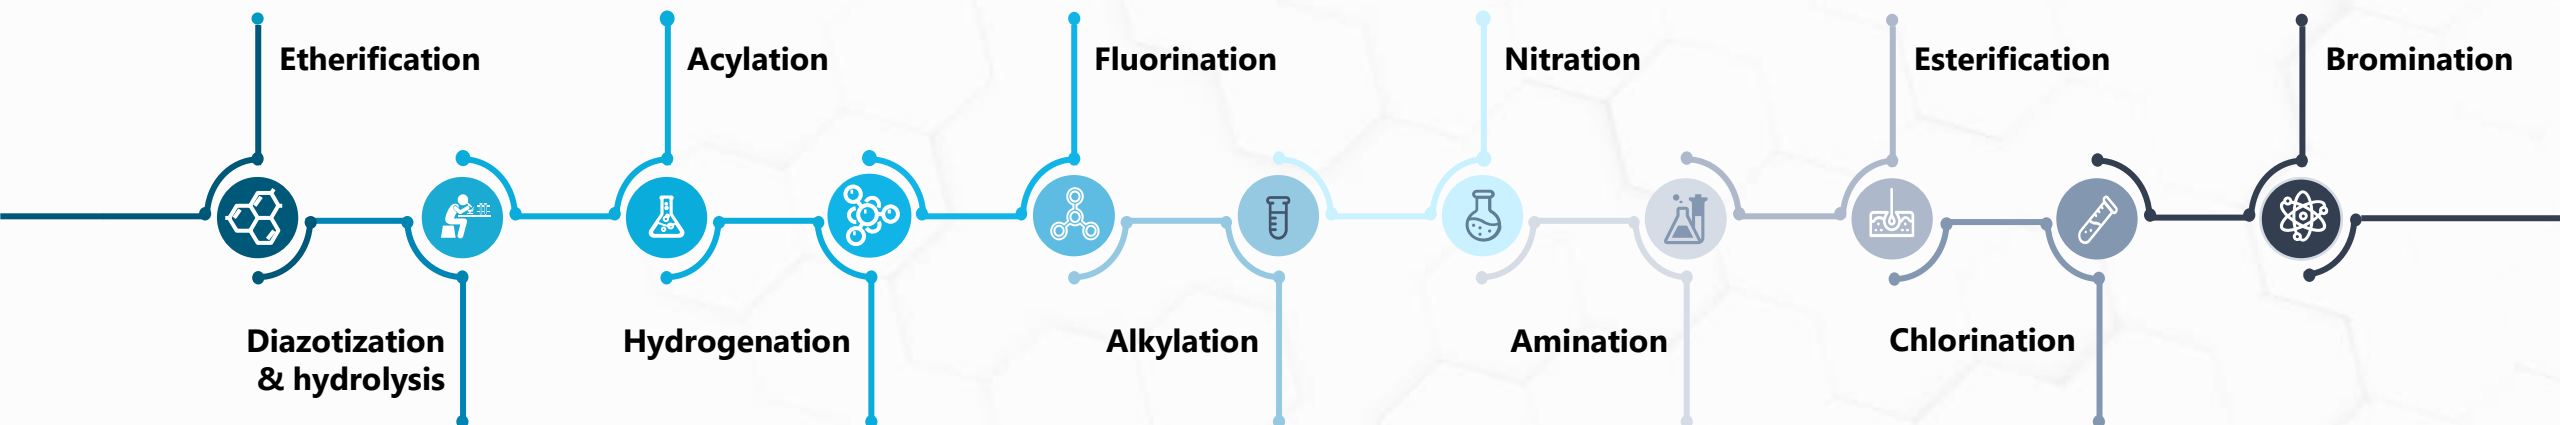 Etherification
Acylation
Fluorination
Nitration
Esterification
Bromination
Diazotization
& hydrolysis
Hydrogenation
Alkylation
Amination
Chlorination